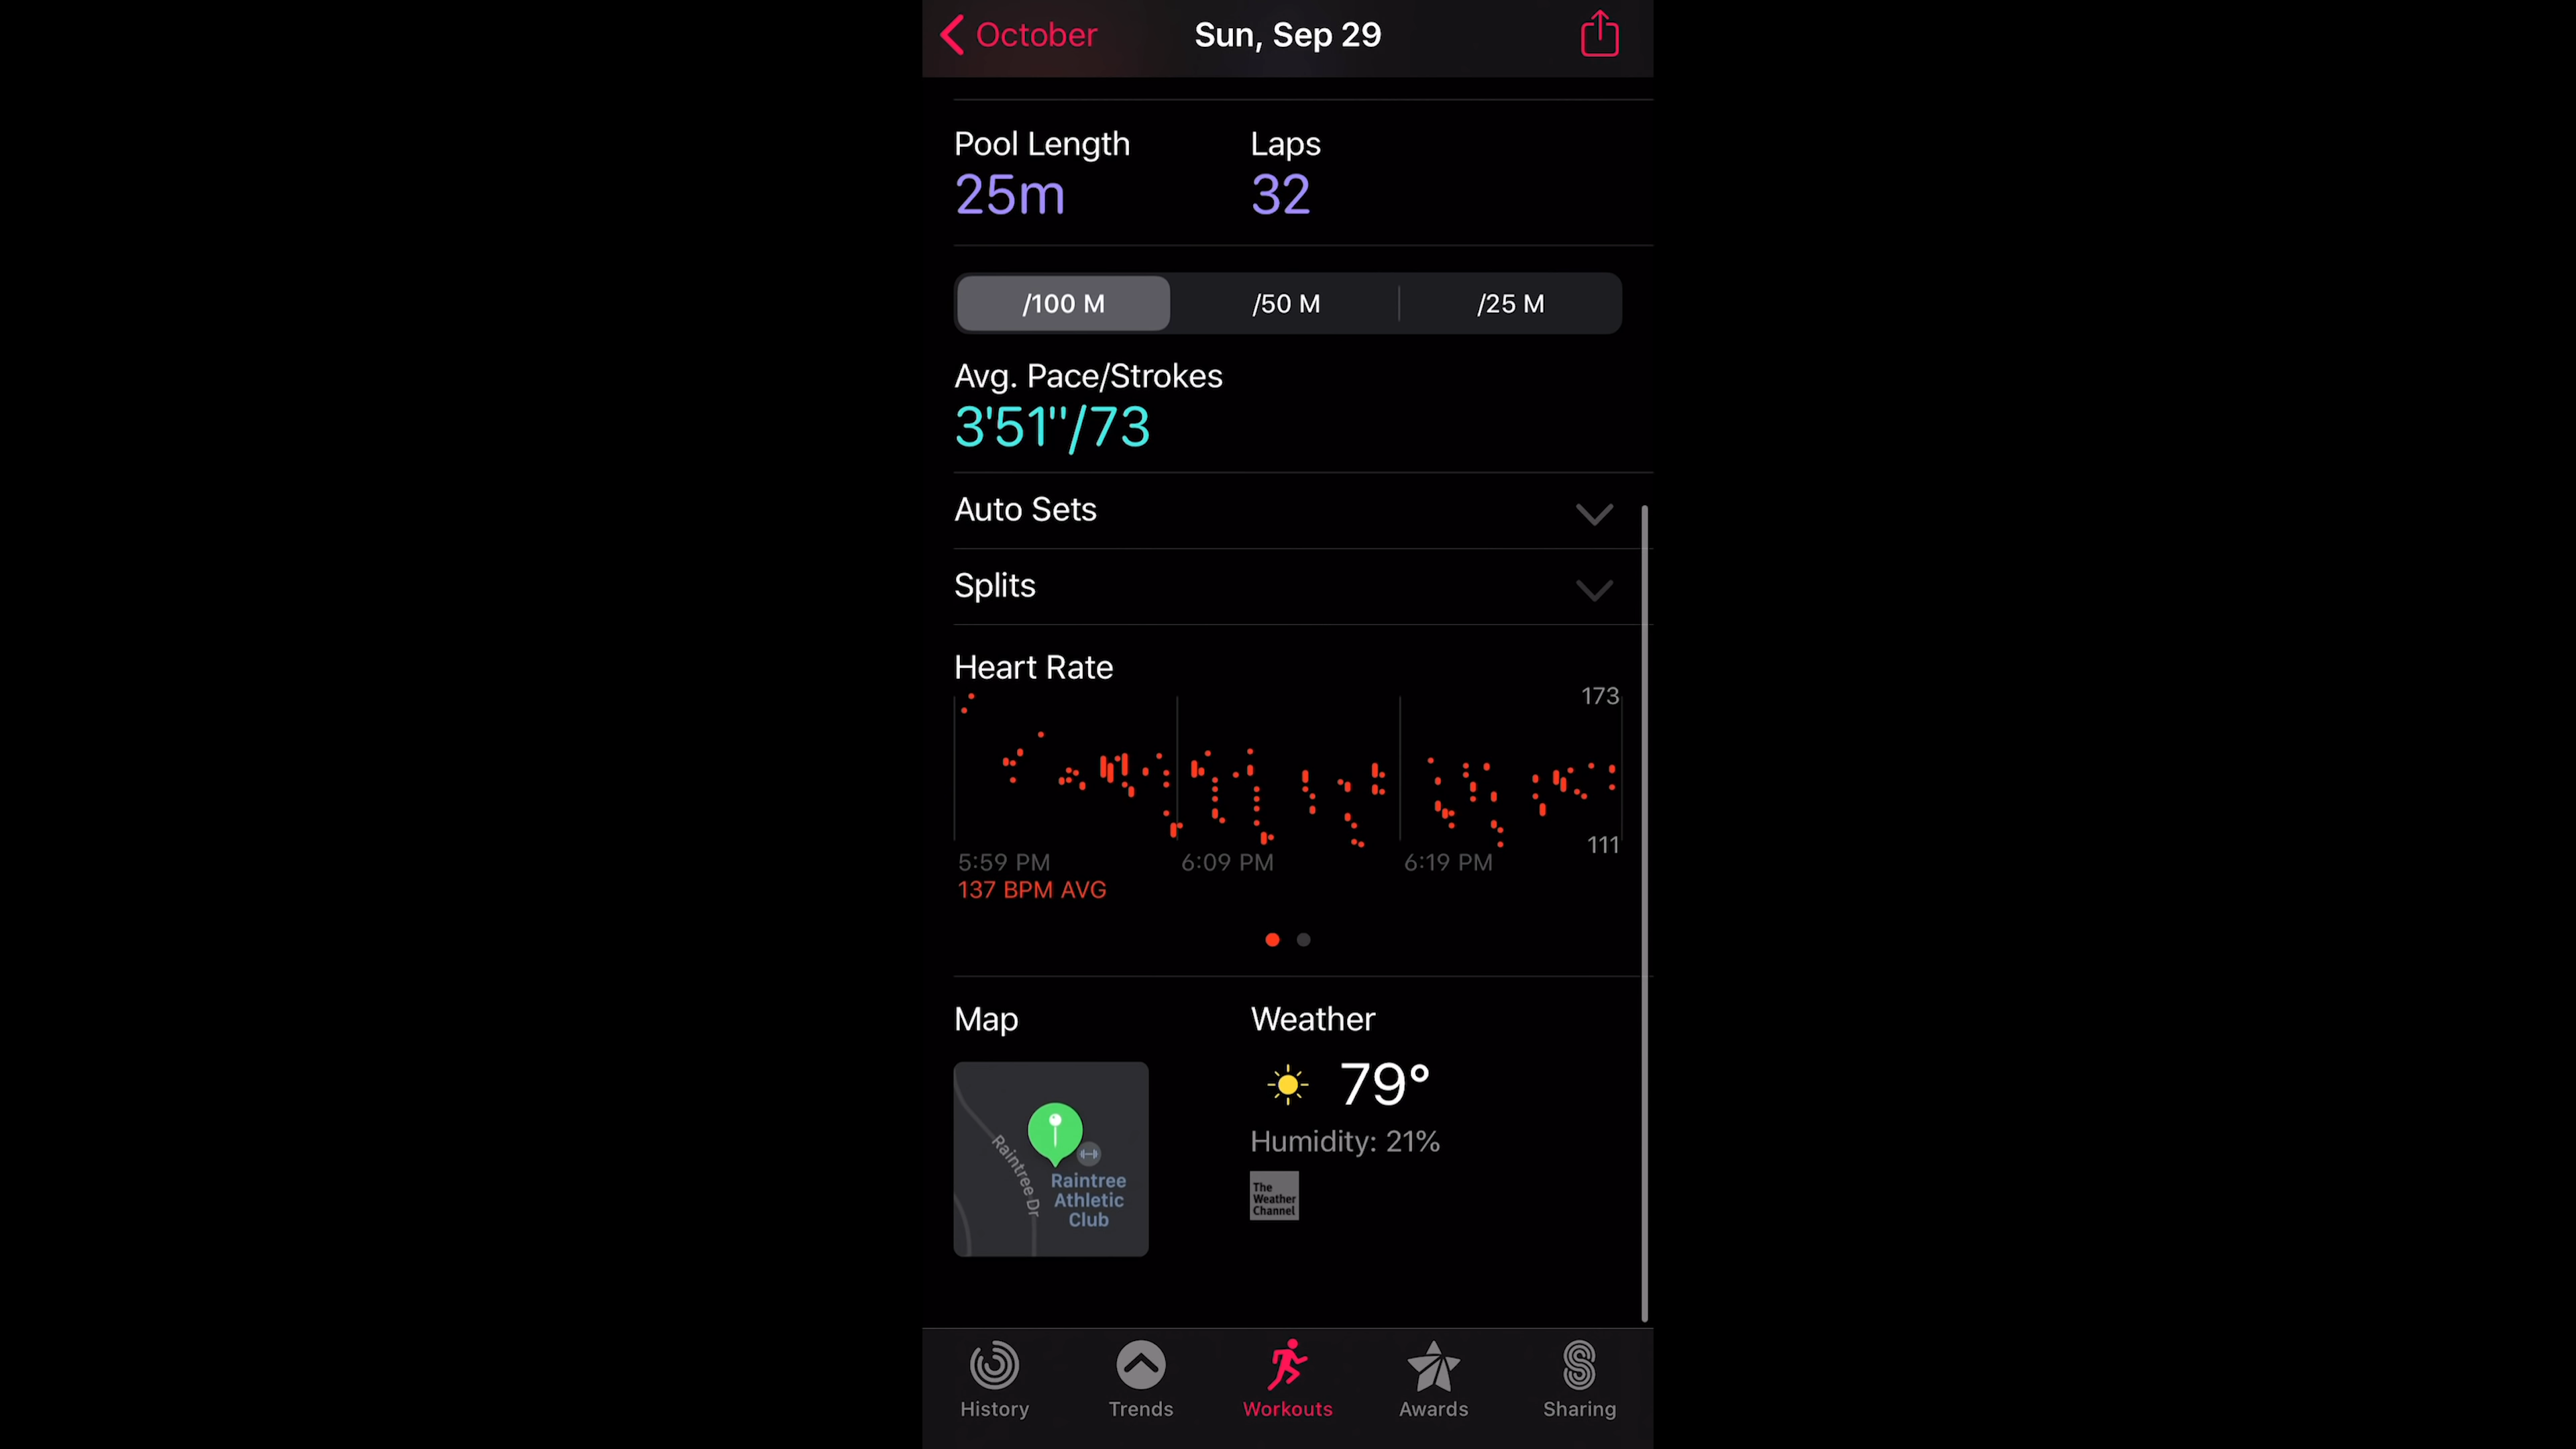 October
Sun, Sep 29
Pool Length
Laps
25m
32
/100 M
/50 M
/25 M
Avg. Pace/Strokes
3'51"/73
Auto Sets
Splits
Heart Rate
173
111
5:59 PM
6:09 PM
6:19 PM
137 BPM AVG
Map
Weather
79°
Humidity: 21%
The
Weather
Channel
Raintree Dr
Raintree
Athletic
Club
History
Trends
Workouts
Awards
Sharing